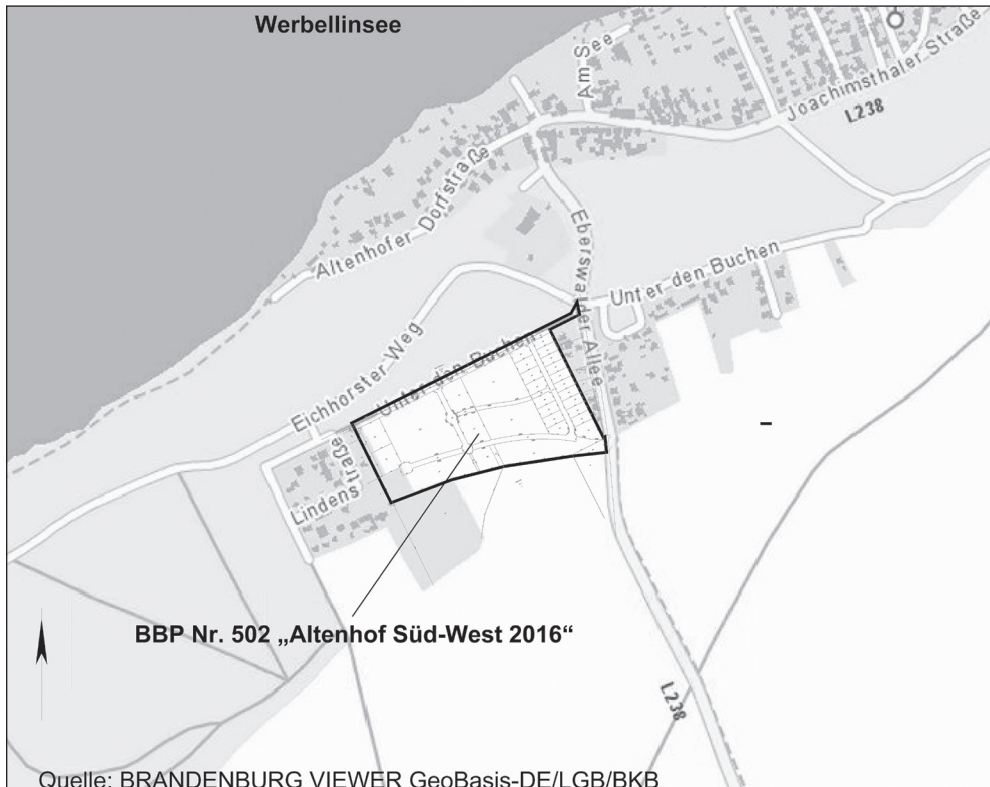 Werbellinsee
Am See
Joachimsthaler Straße
L238
Altenhofer Dorfstraße
Eberswalder Allee
Unter den Buchen
Eichhorster Weg
Unter den Buchen
Lindenstraße
BBP Nr. 502 „Altenhof Süd-West 2016“
L238
Quelle: BRANDENBURG VIEWER GeoBasis-DE/LGB/BKB